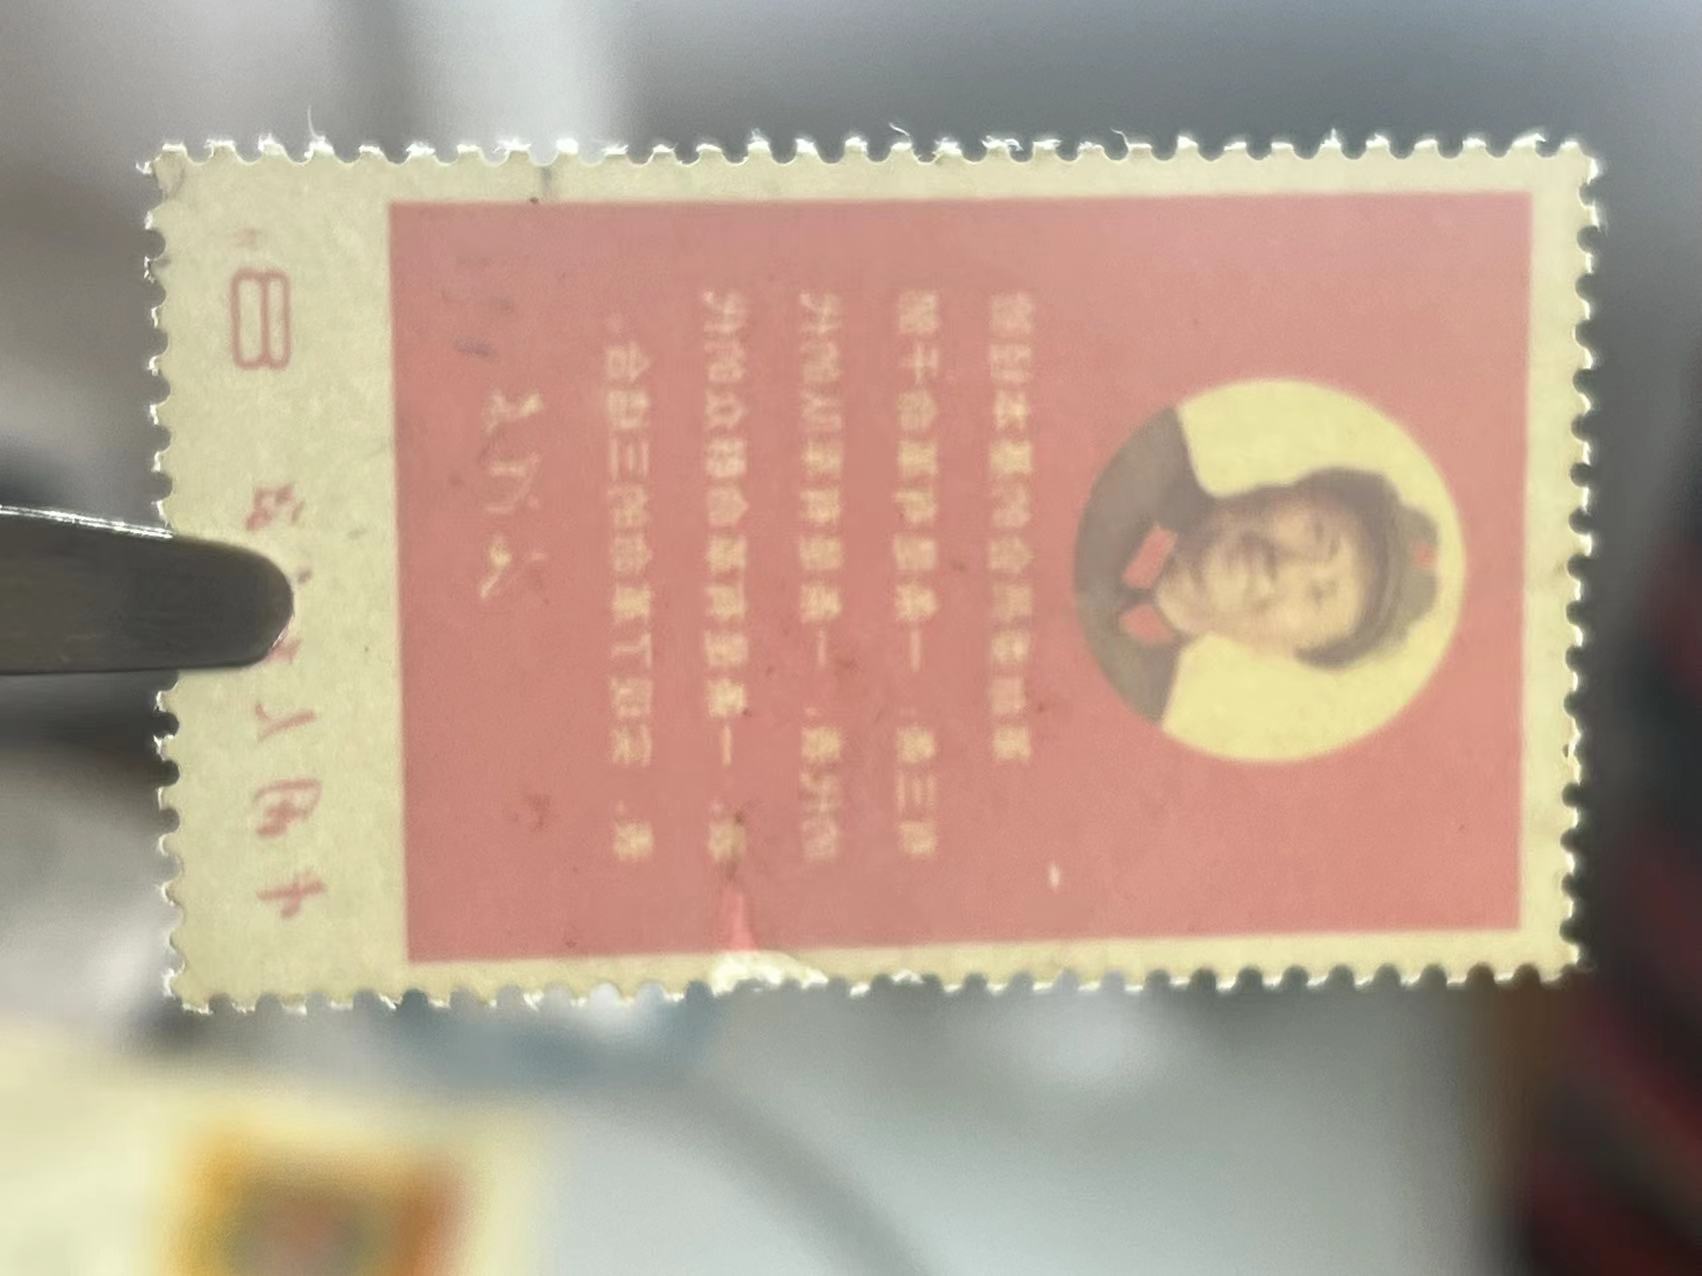 革命委员会的基本经验
有三条：一条是有革命干部
的代表，一条是有军队的代
表，一条是有革命群众的代
表，实现了革命的三结合。
毛泽东
中国人 政 8